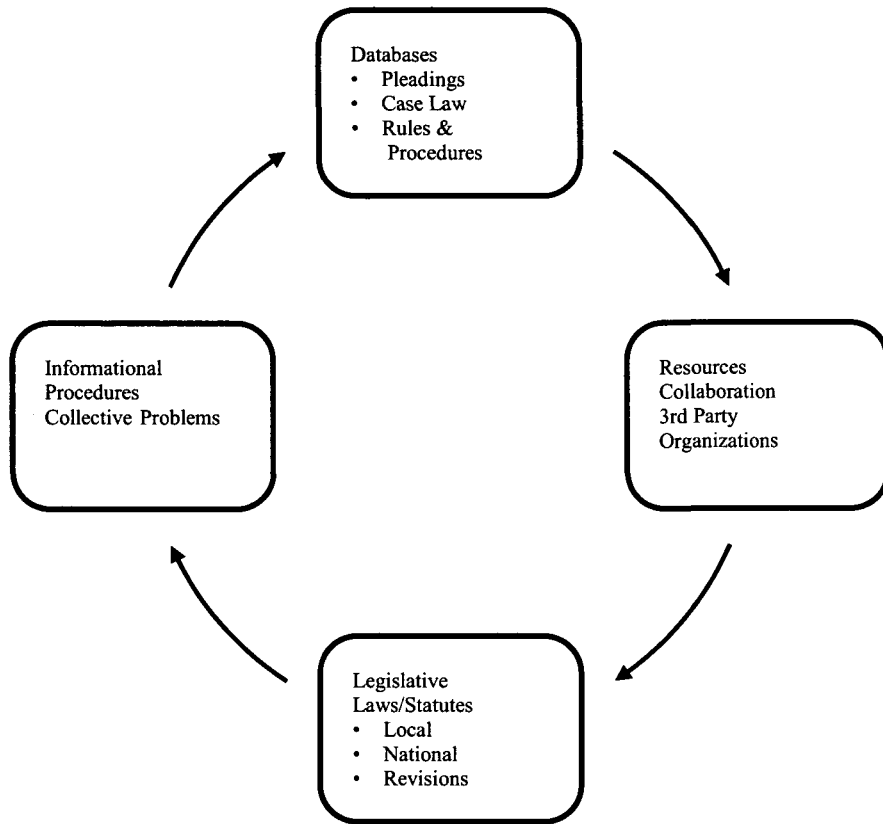 Databases
• Pleadings
• Case Law
• Rules &
Procedures
Informational
Procedures
Collective Problems
Resources
Collaboration
3rd Party
Organizations
Legislative
Laws/Statutes
• Local
• National
• Revisions